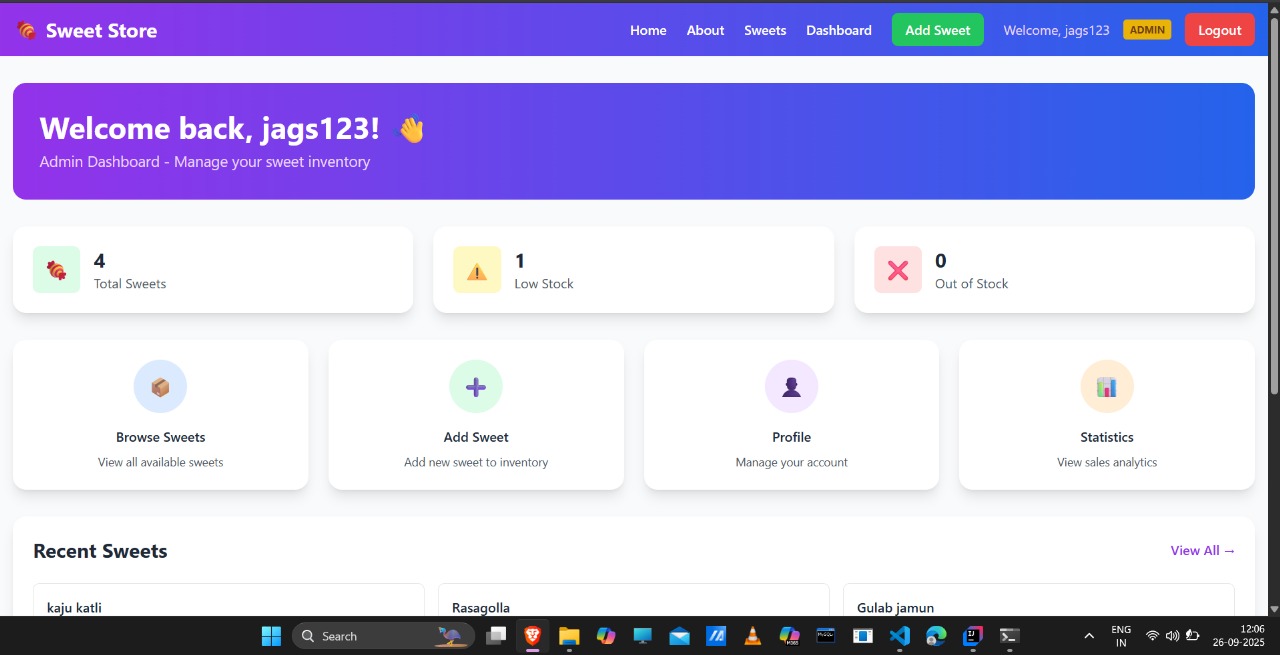 Sweet Store
Home
About
Sweets
Dashboard
Add Sweet
Welcome, jags123
ADMIN
Logout
Welcome back, jags123! 👋
Admin Dashboard - Manage your sweet inventory
4
Total Sweets
1
Low Stock
0
Out of Stock
Browse Sweets
View all available sweets
Add Sweet
Add new sweet to inventory
Profile
Manage your account
Statistics
View sales analytics
Recent Sweets
View All →
kaju katli
Rasagolla
Gulab jamun
Search
ENG
IN
12:06
26-09-2025